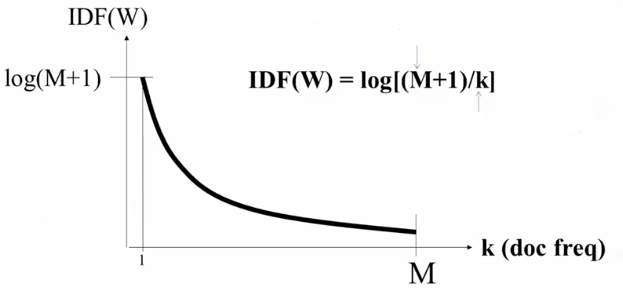 IDF(W)
log(M+1)
IDF(W) = log[(M+1)/k]
k (doc freq)
1
M